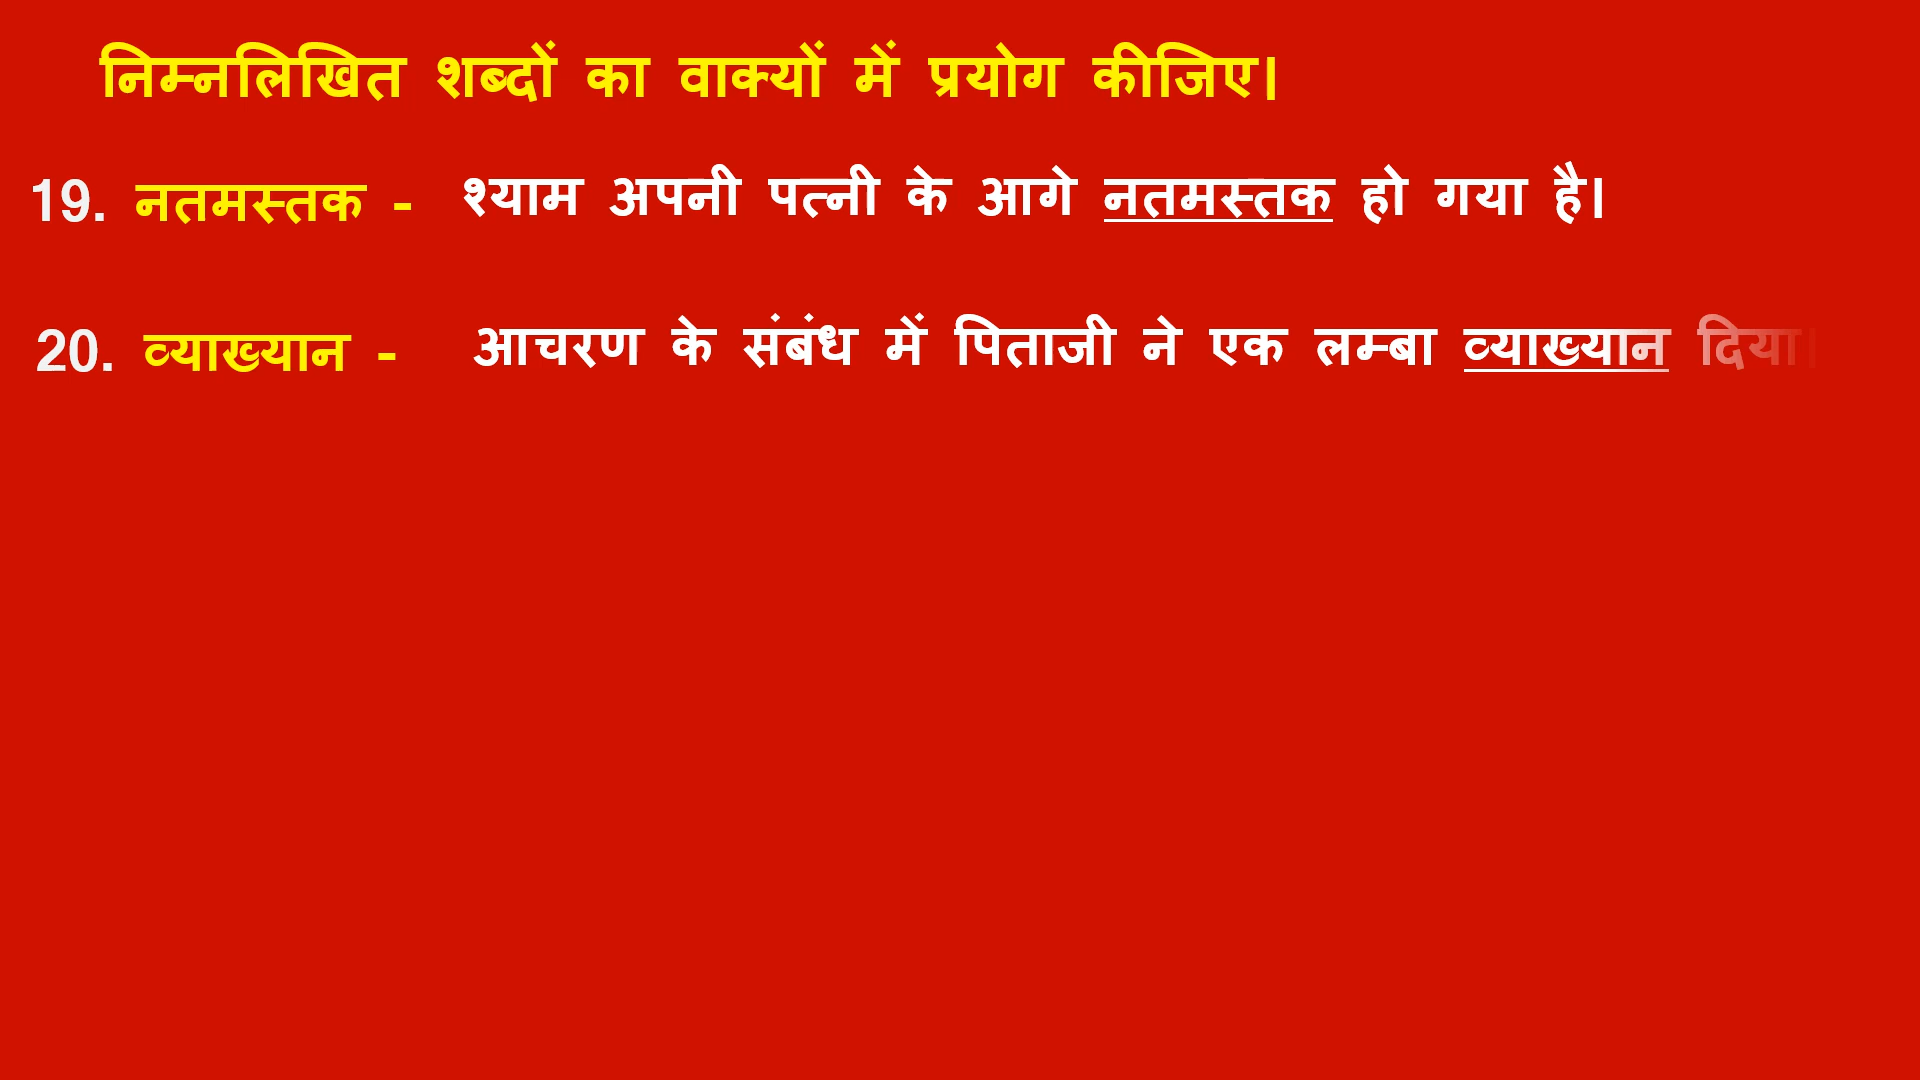 निम्नलिखित शब्दों का वाक्यों में प्रयोग कीजिए।
19. नतमस्तक - श्याम अपनी पत्नी के आगे नतमस्तक हो गया है।
20. व्याख्यान - आचरण के संबंध में पिताजी ने एक लम्बा व्याख्यान दिया।